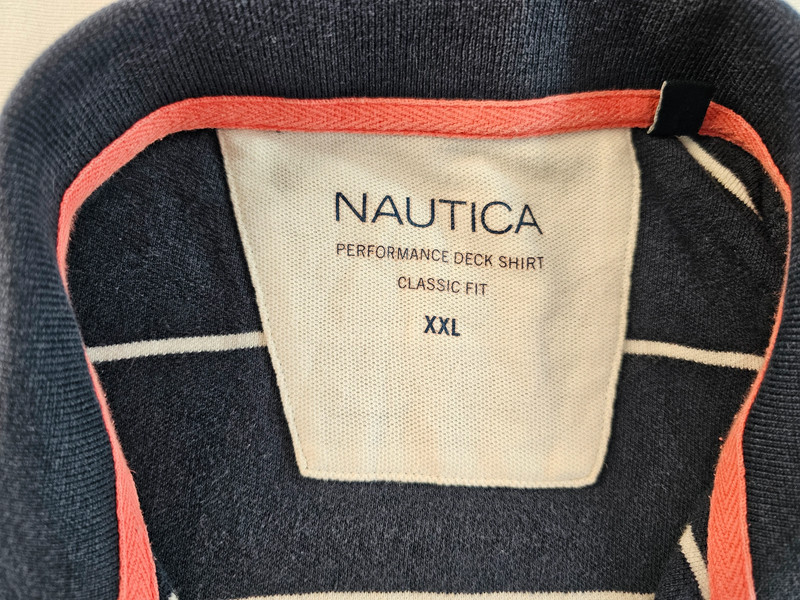 NAUTICA
PERFORMANCE DECK SHIRT
CLASSIC FIT
XXL